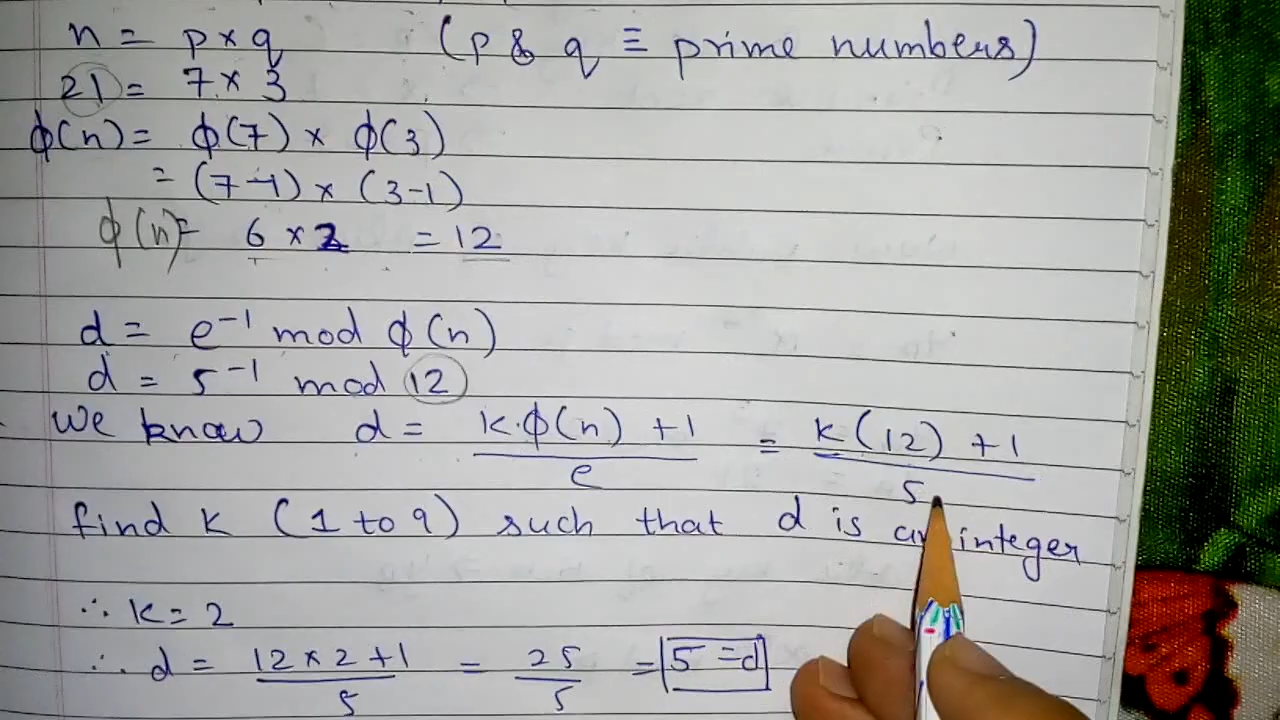 n = p × q (p & q ≡ prime numbers)
21 = 7 × 3
ϕ(n) = ϕ(7) × ϕ(3)
= (7-1) × (3-1)
ϕ(n) = 6 × 2 = 12
d = e⁻¹ mod ϕ(n)
d = 5⁻¹ mod 12
We know d = (k·ϕ(n) + 1)/e = (k(12) + 1)/5
find k (1 to 9) such that d is an integer
∴ k = 2
∴ d = (12 × 2 + 1)/5 = 25/5 = 5 = d